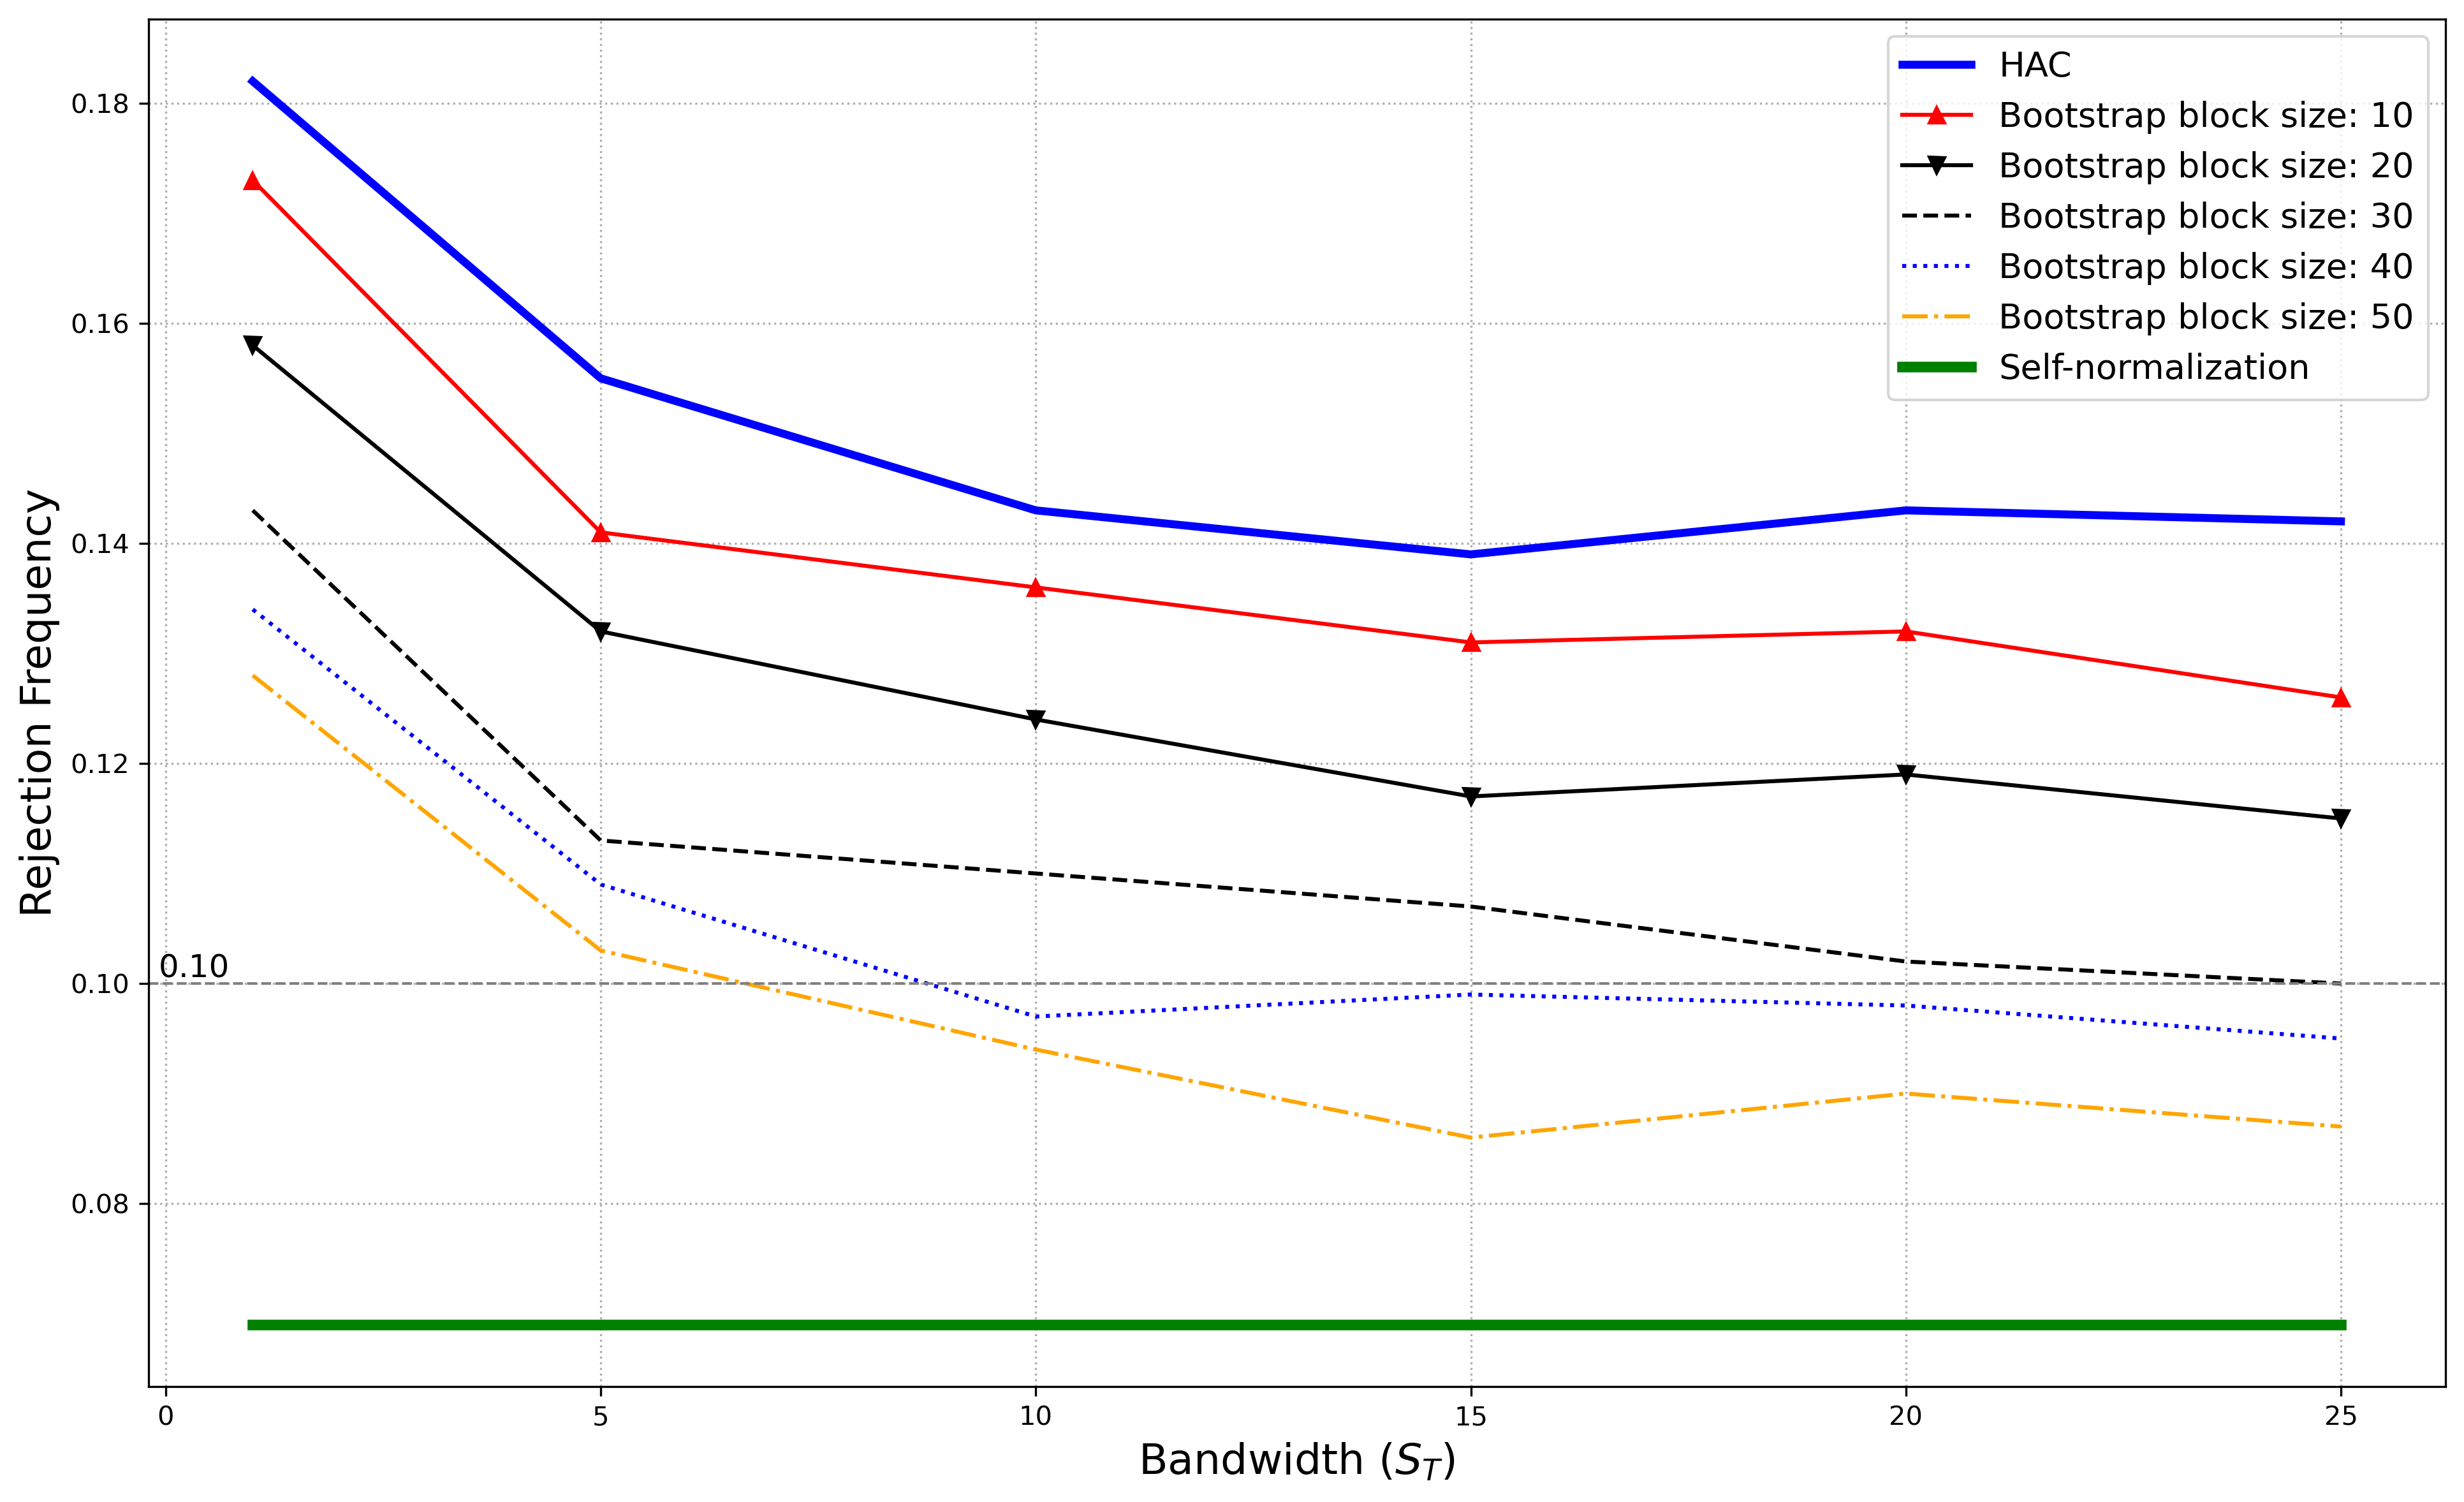 HAC
Bootstrap block size: 10
Bootstrap block size: 20
Bootstrap block size: 30
Bootstrap block size: 40
Bootstrap block size: 50
Self-normalization
Rejection Frequency
0.18
0.16
0.14
0.12
0.10
0.10
0.08
0 5 10 15 20 25
Bandwidth (S_T)